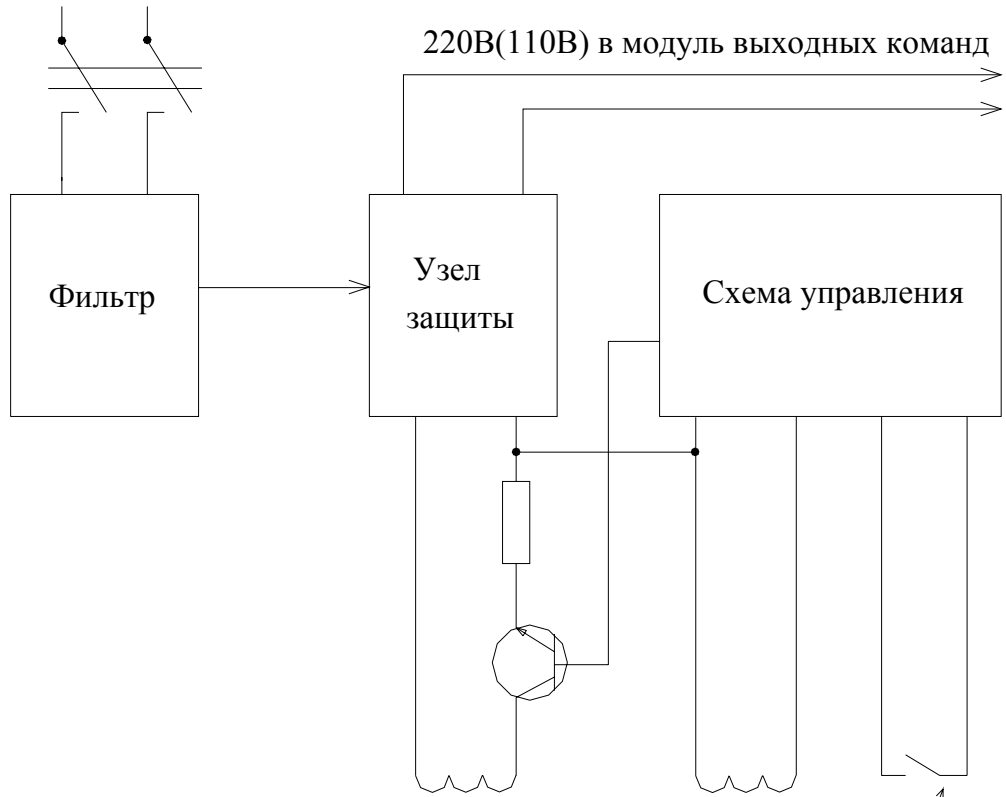 220В(110В) в модуль выходных команд
Фильтр
Узел
защиты
Схема управления